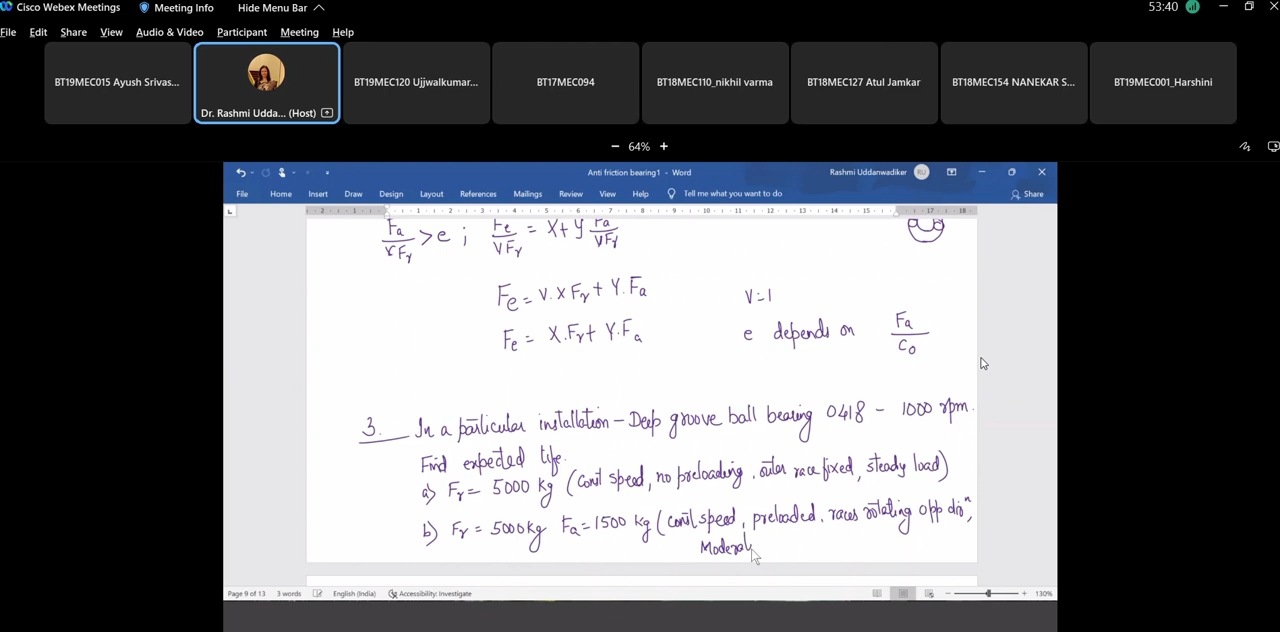 Cisco Webex Meetings Meeting Info Hide Menu Bar 53:40
File Edit Share View Audio & Video Participant Meeting Help
BT19MEC015 Ayush Srivas... Dr. Rashmi Udda... (Host) BT19MEC120 Ujjwalkumar... BT17MEC094 BT18MEC110_nikhil varma BT18MEC127 Atul Jamkar BT18MEC154 NANEKAR S... BT19MEC001_Harshini
64%
Anti friction bearing1 - Word Rashmi Uddanwadiker RU
File Home Insert Draw Design Layout References Mailings Review View Help Tell me what you want to do Share
Fa/VFr > e ; Fe/VFr = X + Y Fa/VFr
Fe = V.X Fr + Y.Fa V=1
Fe = X.Fr + Y.Fa e depends on Fa/Co
3. In a particular installation - Deep groove ball bearing 0418 - 1000 rpm.
Find expected life.
a) Fr = 5000 kg (Const speed, no preloading, outer race fixed, steady load)
b) Fr = 5000kg Fa = 1500 kg (const speed, preloaded, races rotating opp dirn,
Moderat
Page 9 of 13 3 words English (India) Accessibility: Investigate 130%